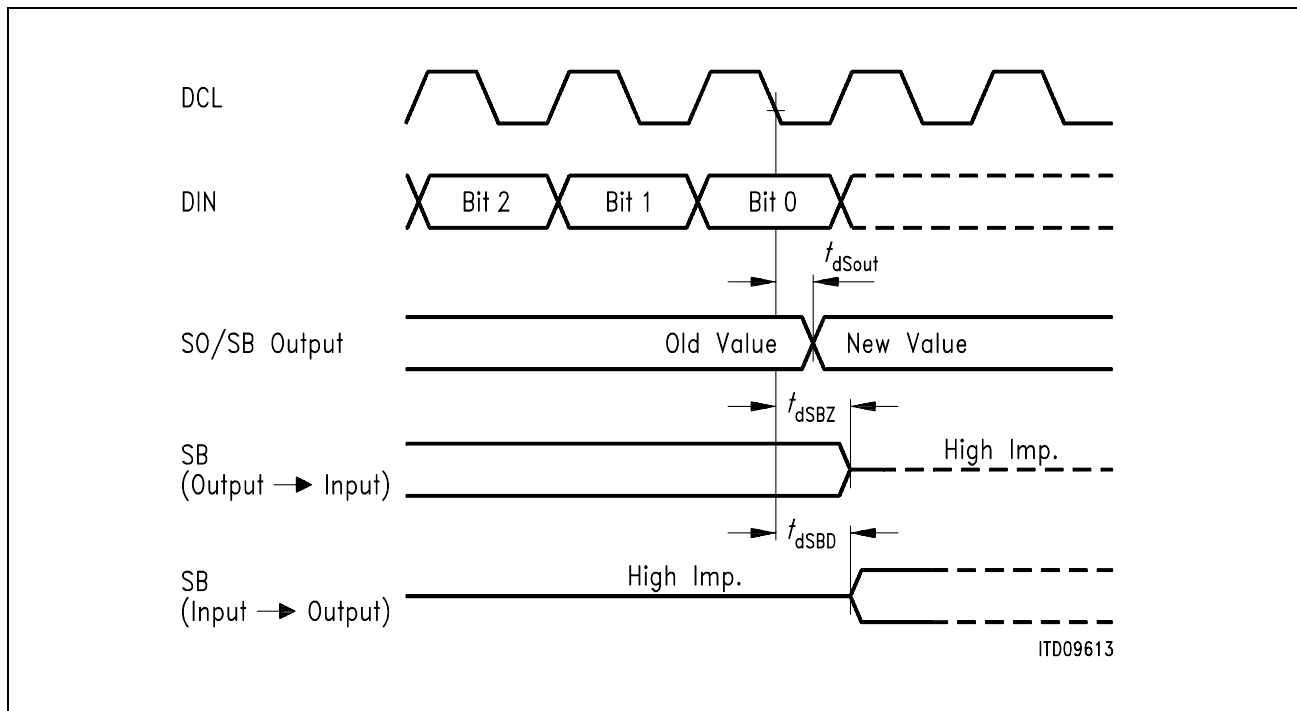 DCL
DIN
Bit 2
Bit 1
Bit 0
tdSout
SO/SB Output
Old Value
New Value
tdSBZ
SB
(Output → Input)
High Imp.
tdSBD
SB
(Input → Output)
High Imp.
ITD09613